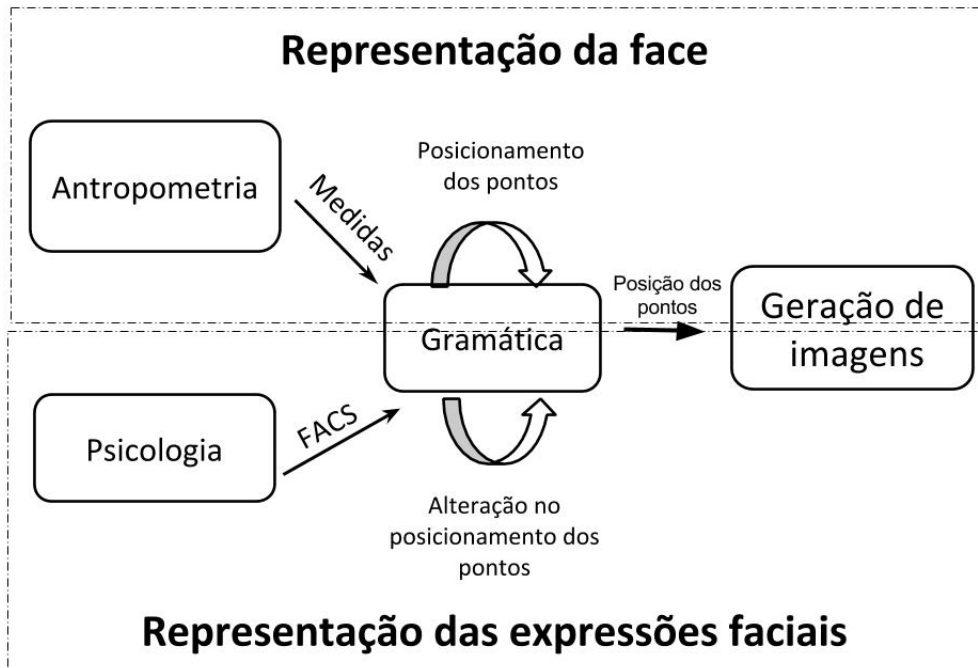 Representação da face
Antropometria
Medidas
Posicionamento
dos pontos
Gramática
Posição dos
pontos
Geração de
imagens
Psicologia
FACS
Alteração no
posicionamento dos
pontos
Representação das expressões faciais